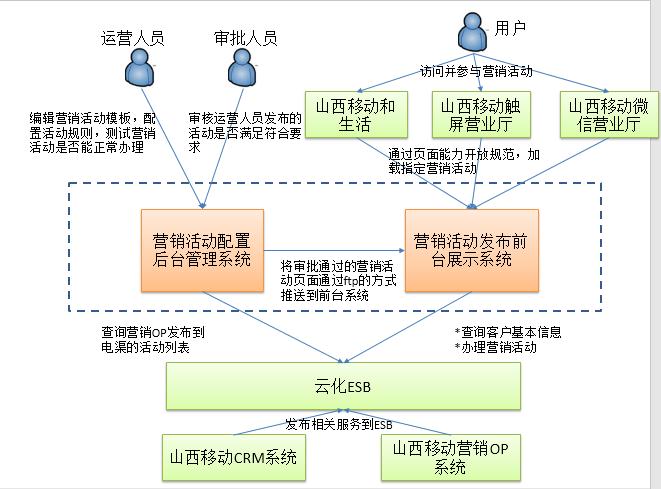 运营人员
审批人员
用户
访问并参与营销活动
编辑营销活动模板，配
置活动规则，测试营销
活动是否能正常办理
审核运营人员发布的
活动是否满足符合要
求
山西移动和
生活
山西移动触
屏营业厅
山西移动微
信营业厅
通过页面能力开放规范，加
载指定营销活动
营销活动配置
后台管理系统
将审批通过的营销活
动页面通过ftp的方式
推送到前台系统
营销活动发布前
台展示系统
查询营销OP发布到
电渠的活动列表
*查询客户基本信息
*办理营销活动
云化ESB
发布相关服务到ESB
山西移动CRM系统
山西移动营销OP
系统